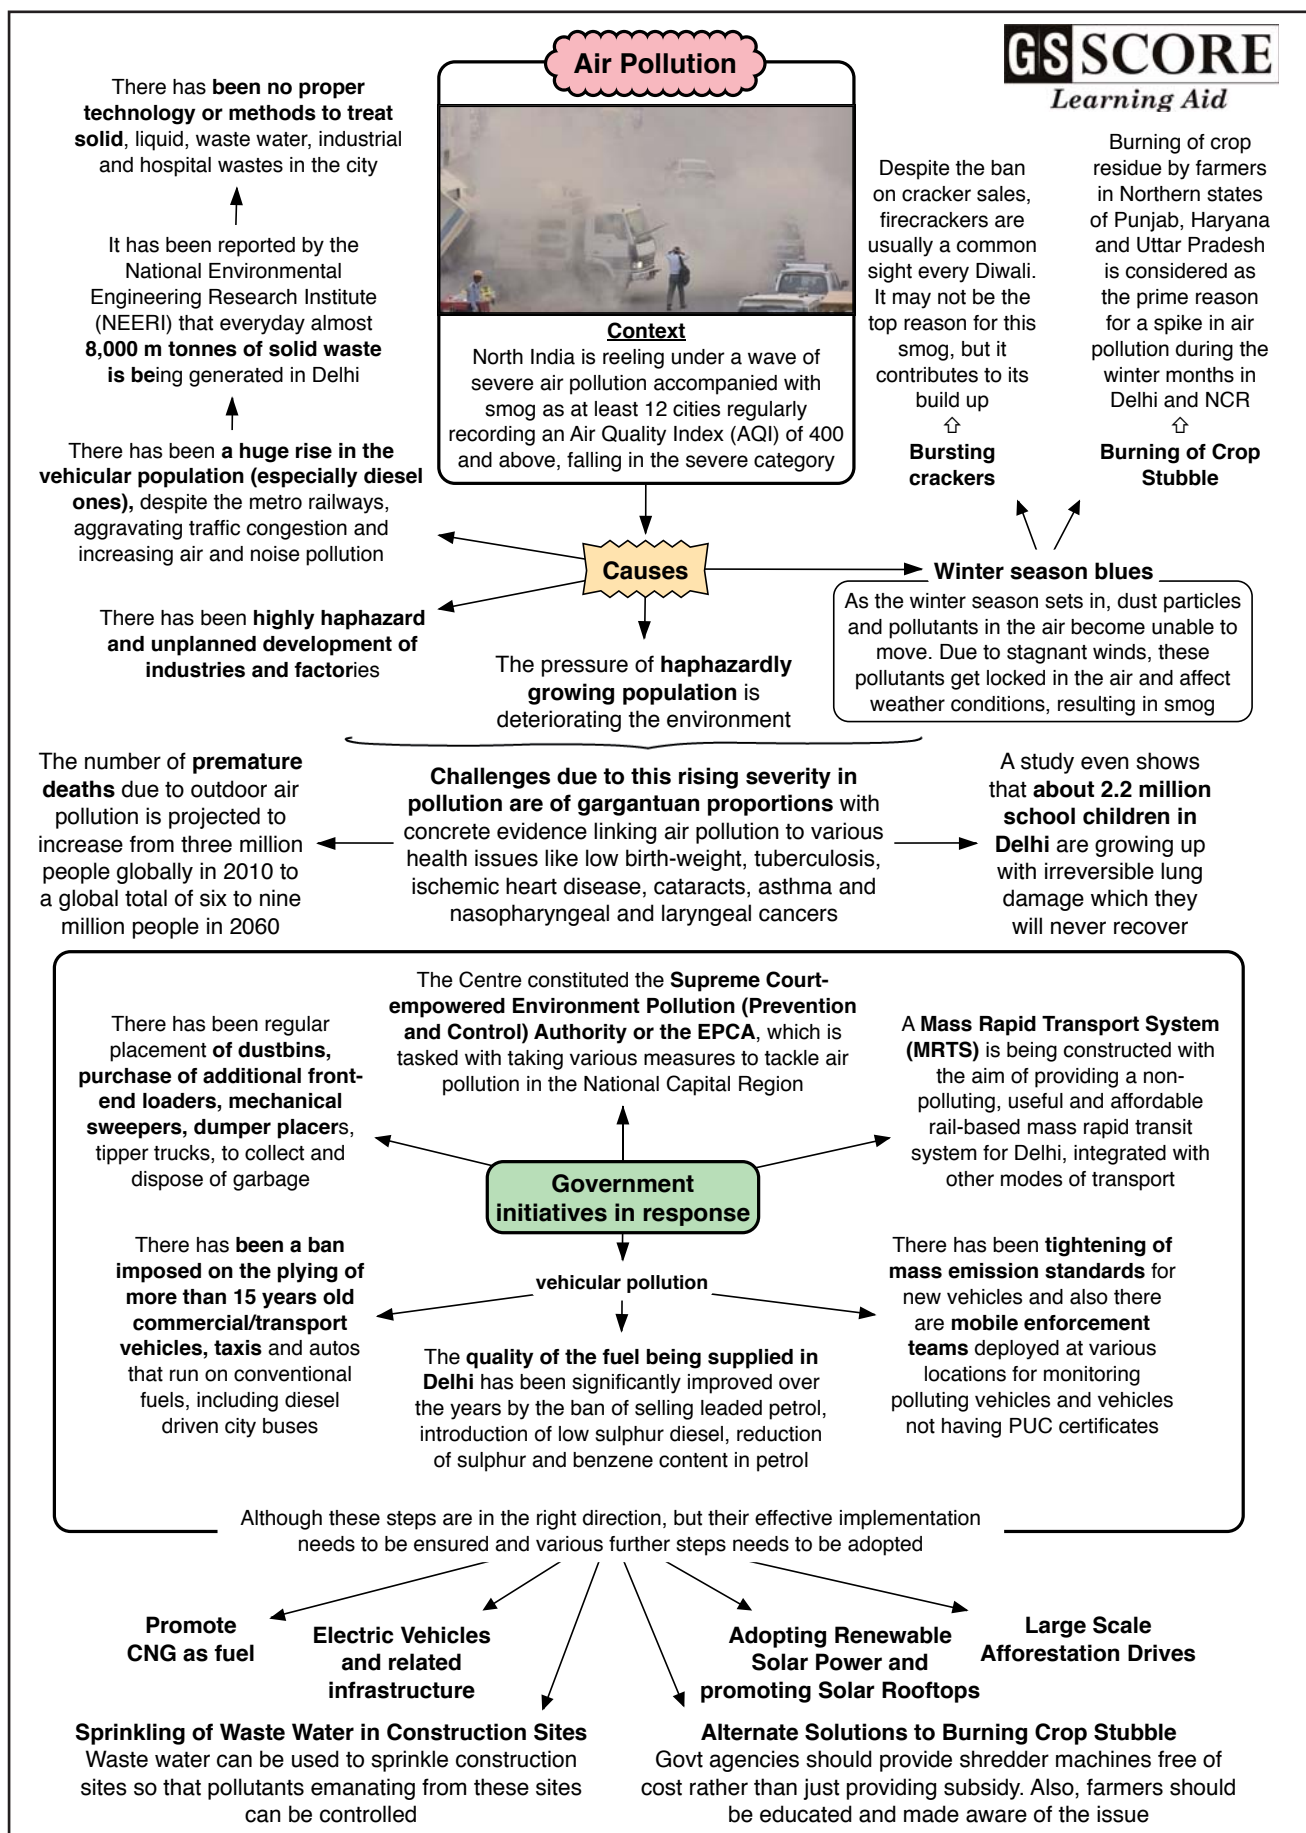 Air Pollution
GS SCORE
Learning Aid
There has been no proper
technology or methods to treat
solid, liquid, waste water, industrial
and hospital wastes in the city
It has been reported by the
National Environmental
Engineering Research Institute
(NEERI) that everyday almost
8,000 m tonnes of solid waste
is being generated in Delhi
There has been a huge rise in the
vehicular population (especially diesel
ones), despite the metro railways,
aggravating traffic congestion and
increasing air and noise pollution
There has been highly haphazard
and unplanned development of
industries and factories
Context
North India is reeling under a wave of
severe air pollution accompanied with
smog as at least 12 cities regularly
recording an Air Quality Index (AQI) of 400
and above, falling in the severe category
Despite the ban
on cracker sales,
firecrackers are
usually a common
sight every Diwali.
It may not be the
top reason for this
smog, but it
contributes to its
build up
Bursting
crackers
Burning of crop
residue by farmers
in Northern states
of Punjab, Haryana
and Uttar Pradesh
is considered as
the prime reason
for a spike in air
pollution during the
winter months in
Delhi and NCR
Burning of Crop
Stubble
Causes
Winter season blues
As the winter season sets in, dust particles
and pollutants in the air become unable to
move. Due to stagnant winds, these
pollutants get locked in the air and affect
weather conditions, resulting in smog
The pressure of haphazardly
growing population is
deteriorating the environment
The number of premature
deaths due to outdoor air
pollution is projected to
increase from three million
people globally in 2010 to
a global total of six to nine
million people in 2060
Challenges due to this rising severity in
pollution are of gargantuan proportions with
concrete evidence linking air pollution to various
health issues like low birth-weight, tuberculosis,
ischemic heart disease, cataracts, asthma and
nasopharyngeal and laryngeal cancers
A study even shows
that about 2.2 million
school children in
Delhi are growing up
with irreversible lung
damage which they
will never recover
The Centre constituted the Supreme Court-
empowered Environment Pollution (Prevention
and Control) Authority or the EPCA, which is
tasked with taking various measures to tackle air
pollution in the National Capital Region
There has been regular
placement of dustbins,
purchase of additional front-
end loaders, mechanical
sweepers, dumper placers,
tipper trucks, to collect and
dispose of garbage
A Mass Rapid Transport System
(MRTS) is being constructed with
the aim of providing a non-
polluting, useful and affordable
rail-based mass rapid transit
system for Delhi, integrated with
other modes of transport
Government
initiatives in response
vehicular pollution
There has been a ban
imposed on the plying of
more than 15 years old
commercial/transport
vehicles, taxis and autos
that run on conventional
fuels, including diesel
driven city buses
The quality of the fuel being supplied in
Delhi has been significantly improved over
the years by the ban of selling leaded petrol,
introduction of low sulphur diesel, reduction
of sulphur and benzene content in petrol
There has been tightening of
mass emission standards for
new vehicles and also there
are mobile enforcement
teams deployed at various
locations for monitoring
polluting vehicles and vehicles
not having PUC certificates
Although these steps are in the right direction, but their effective implementation
needs to be ensured and various further steps needs to be adopted
Promote
CNG as fuel
Electric Vehicles
and related
infrastructure
Adopting Renewable
Solar Power and
promoting Solar Rooftops
Large Scale
Afforestation Drives
Sprinkling of Waste Water in Construction Sites
Waste water can be used to sprinkle construction
sites so that pollutants emanating from these sites
can be controlled
Alternate Solutions to Burning Crop Stubble
Govt agencies should provide shredder machines free of
cost rather than just providing subsidy. Also, farmers should
be educated and made aware of the issue